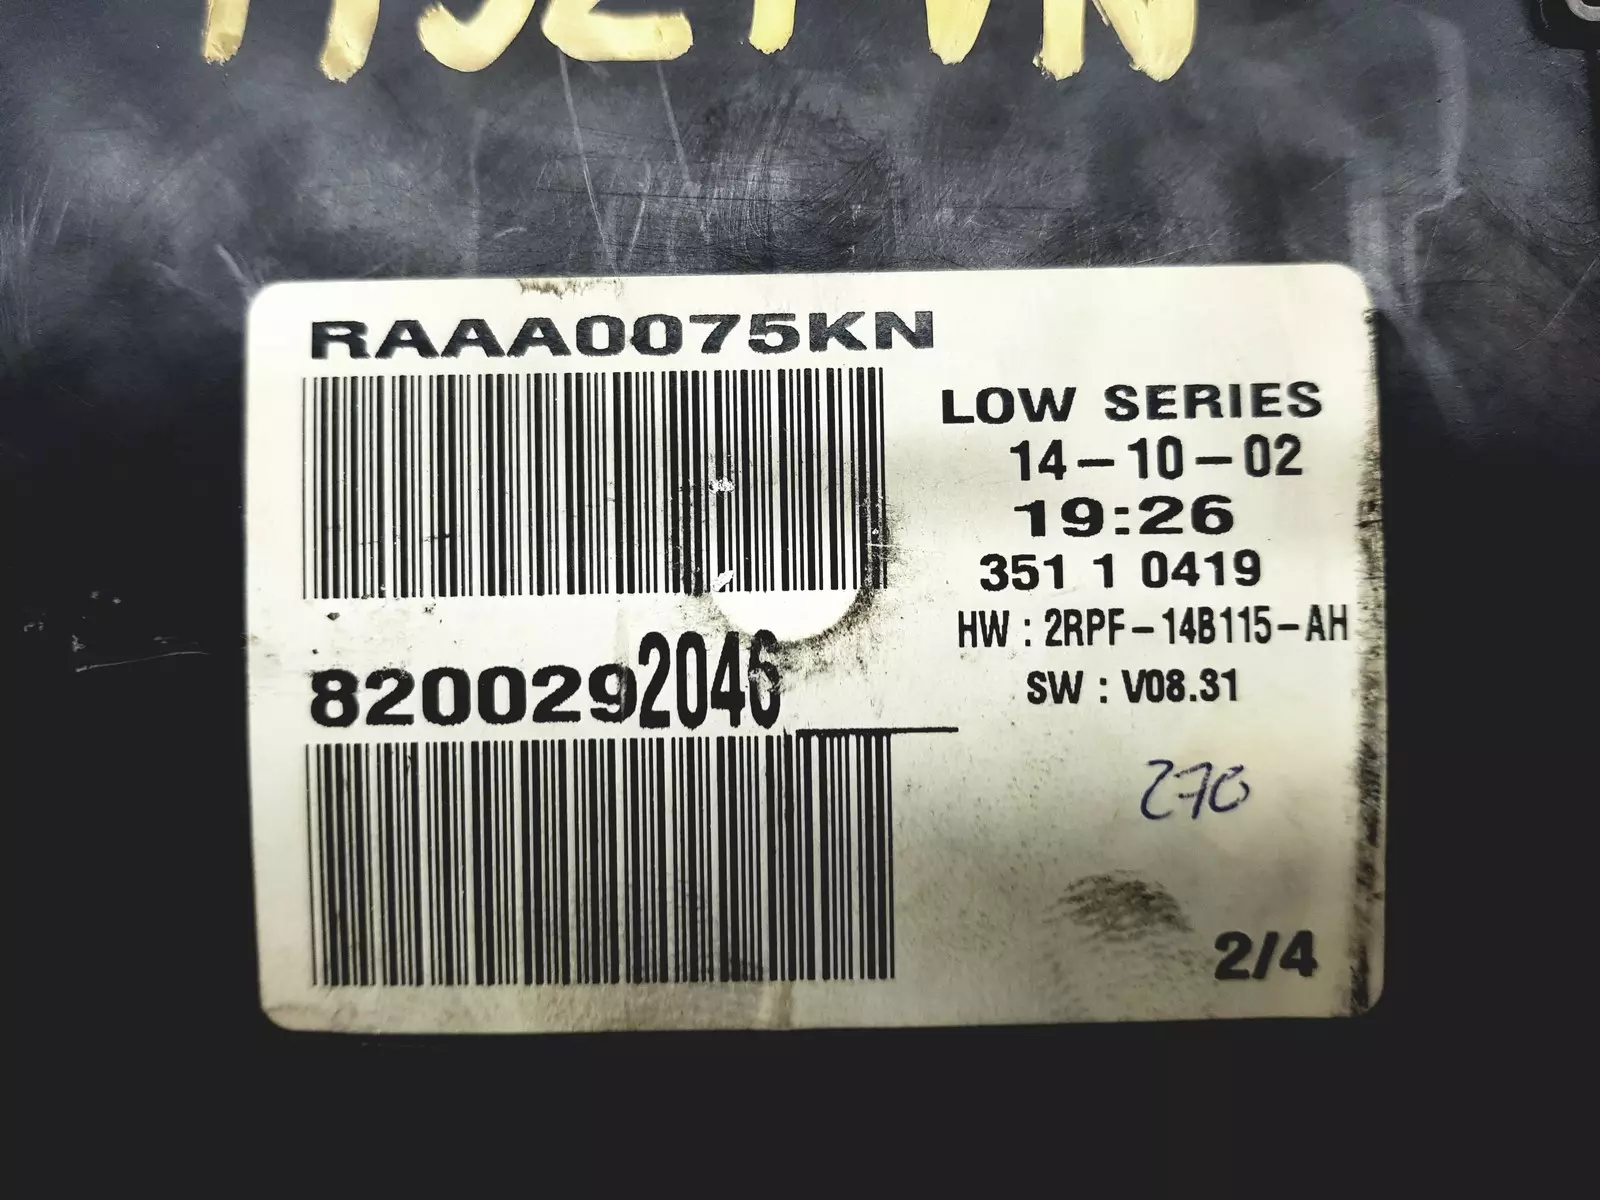 RAAA0075KN
LOW SERIES
14-10-02
19:26
351 1 0419
HW : 2RPF-14B115-AH
SW : V08.31
8200292046
270
2/4